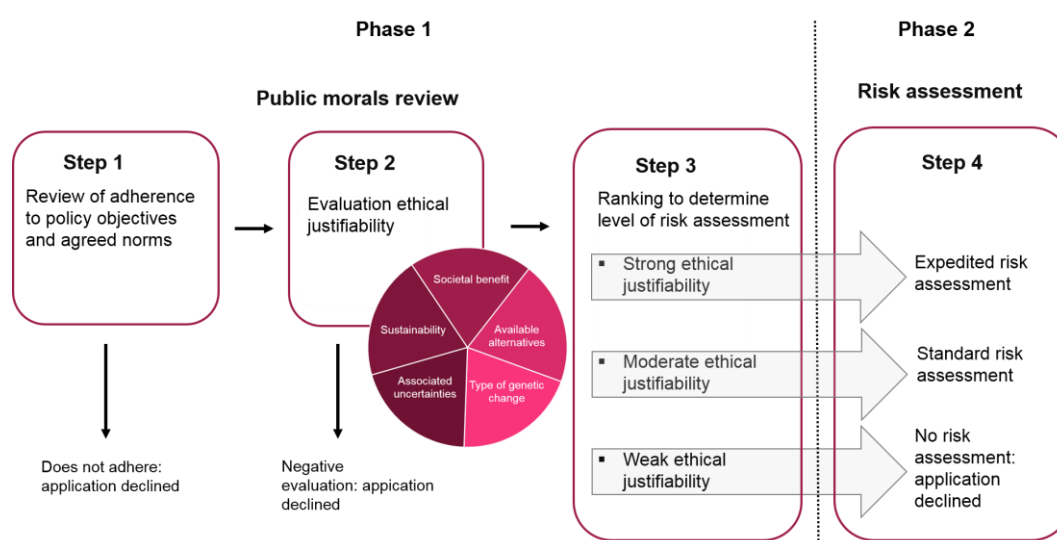 Phase 1
Phase 2
Public morals review
Risk assessment
Step 1
Review of adherence
to policy objectives
and agreed norms
Does not adhere:
application declined
Step 2
Evaluation ethical
justifiability
Societal benefit
Available
alternatives
Type of genetic
change
Associated
uncertainties
Sustainability
Negative
evaluation: appication
declined
Step 3
Ranking to determine
level of risk assessment
▪ Strong ethical
justifiability
▪ Moderate ethical
justifiability
▪ Weak ethical
justifiability
Step 4
Expedited risk
assessment
Standard risk
assessment
No risk
assessment:
application
declined